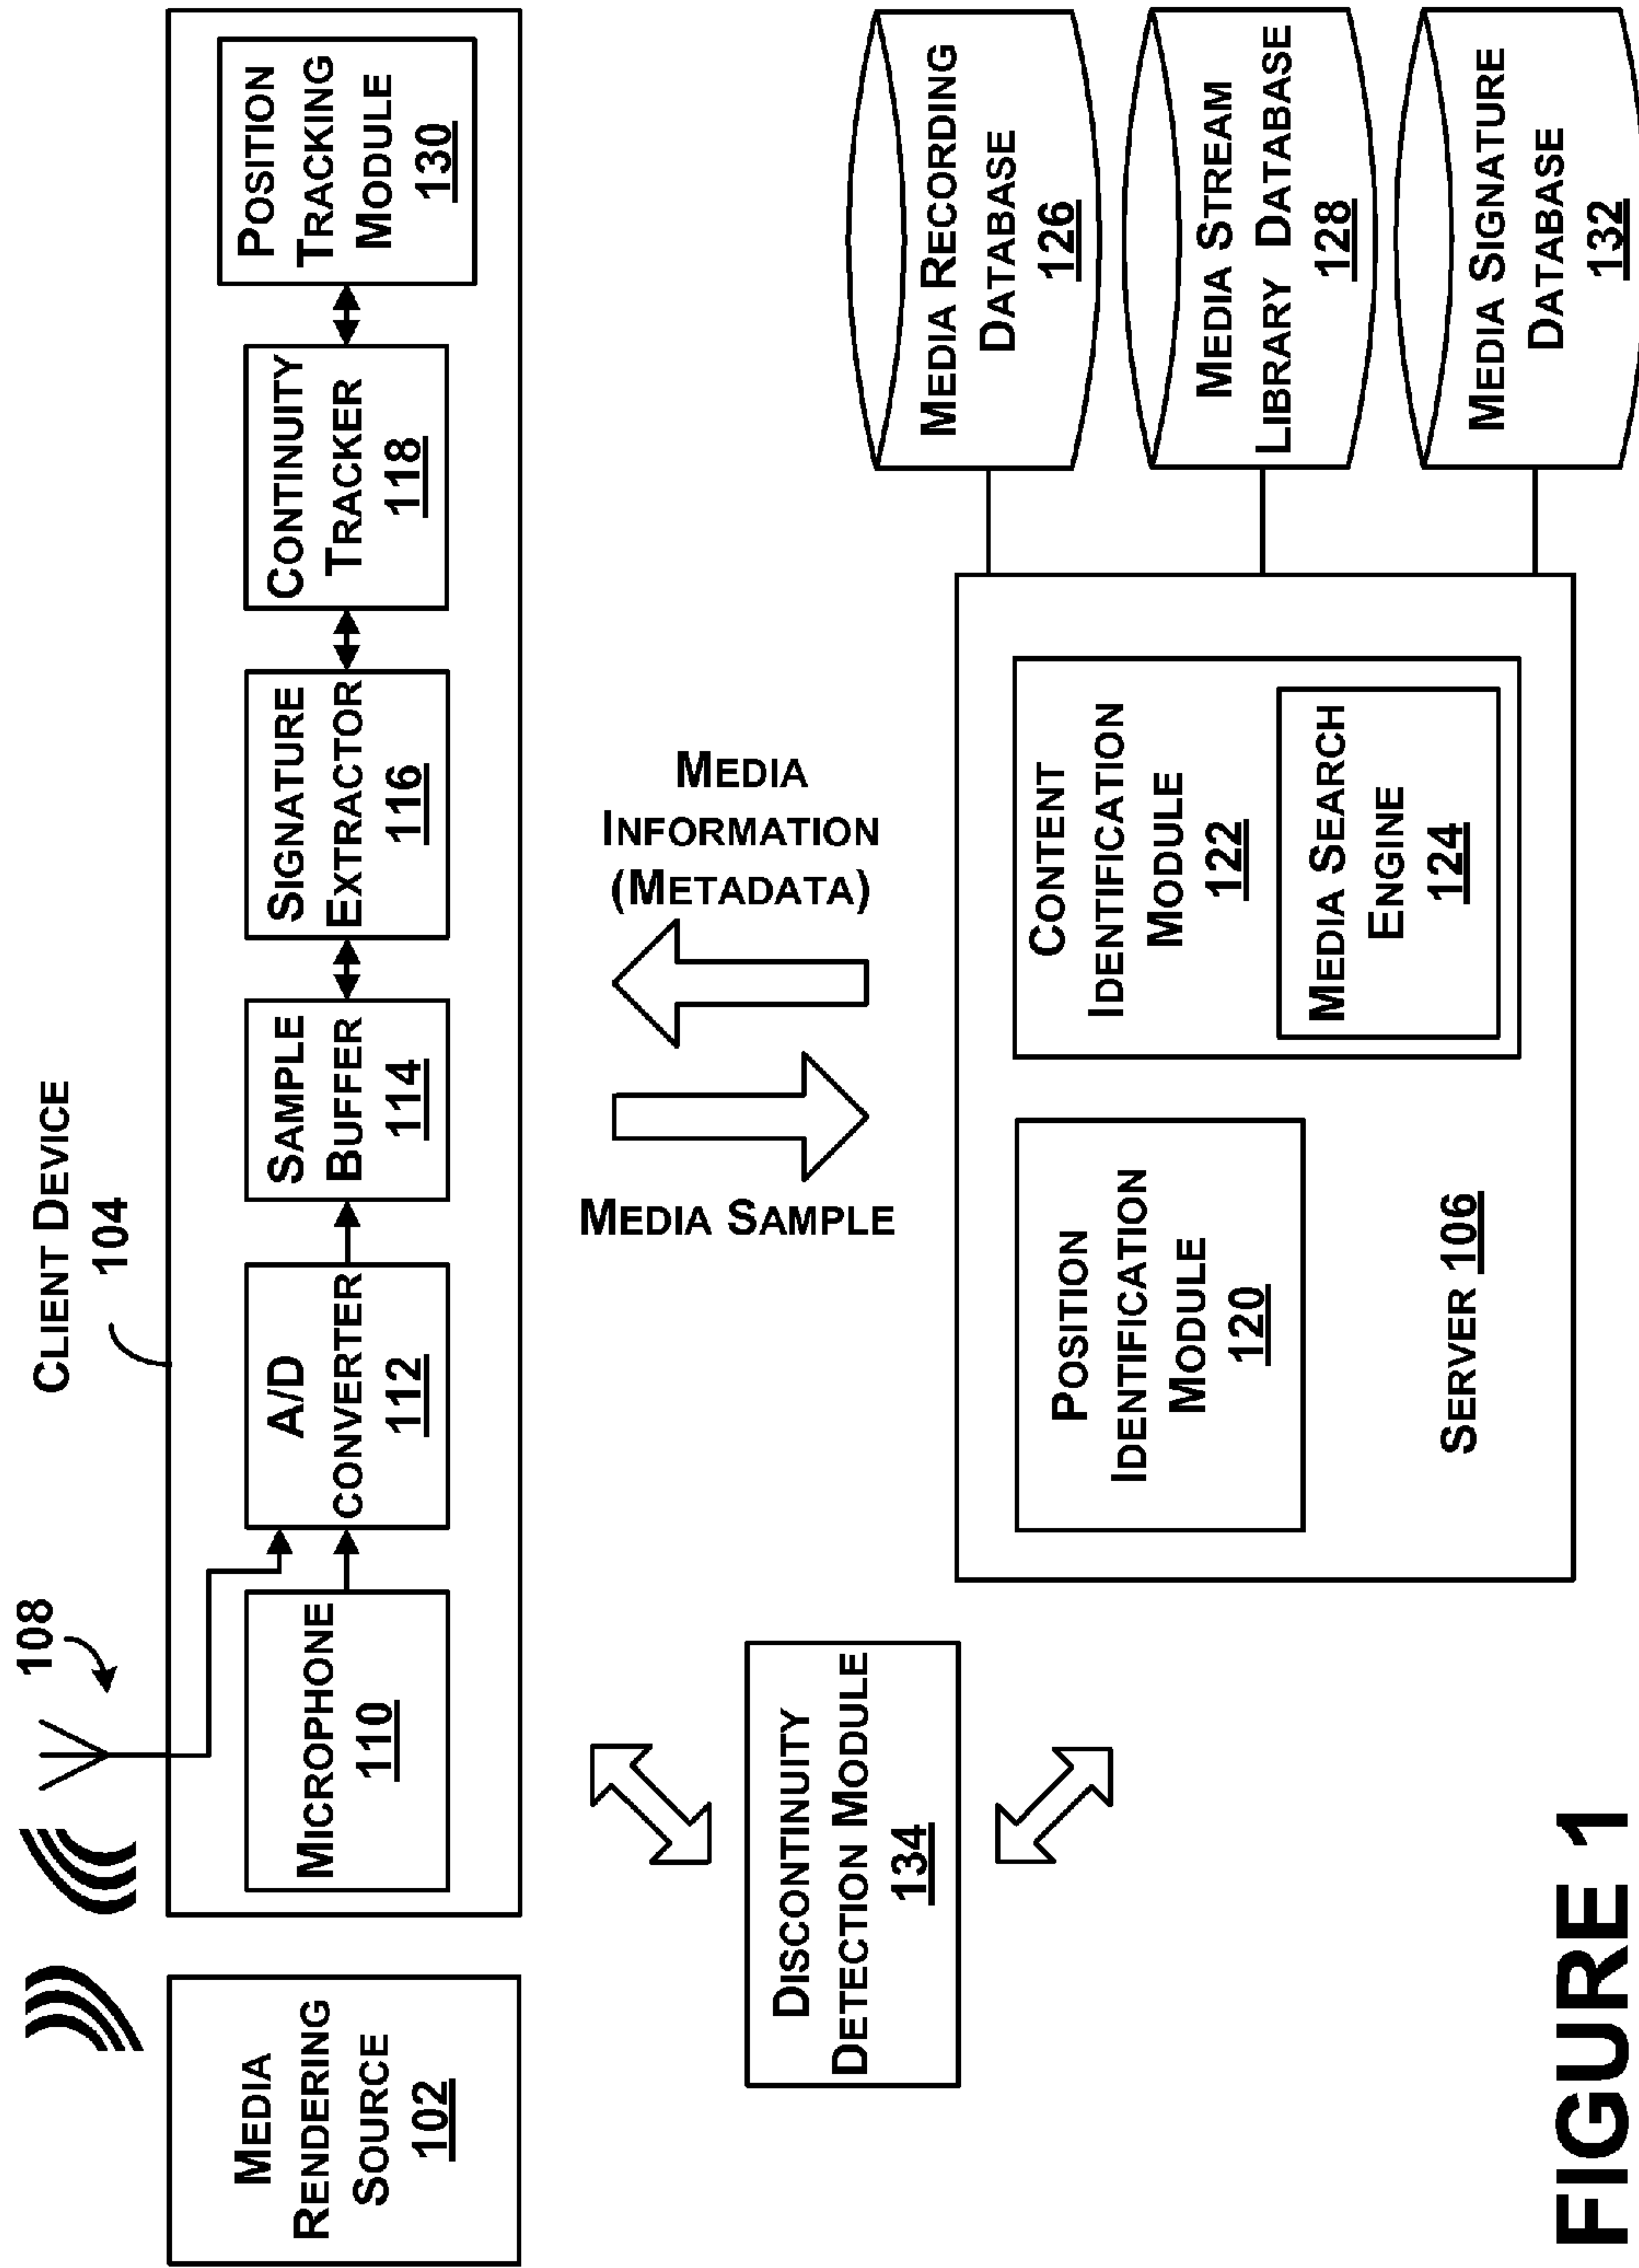 CLIENT DEVICE
104
108
MEDIA
RENDERING
SOURCE
102
MICROPHONE
110
A/D
CONVERTER
112
SAMPLE
BUFFER
114
SIGNATURE
EXTRACTOR
116
CONTINUITY
TRACKER
118
POSITION
TRACKING
MODULE
130
DISCONTINUITY
DETECTION MODULE
134
MEDIA SAMPLE
MEDIA
INFORMATION
(METADATA)
POSITION
IDENTIFICATION
MODULE
120
SERVER 106
CONTENT
IDENTIFICATION
MODULE
122
MEDIA SEARCH
ENGINE
124
MEDIA RECORDING
DATABASE
126
MEDIA STREAM
LIBRARY DATABASE
128
MEDIA SIGNATURE
DATABASE
132
FIGURE 1